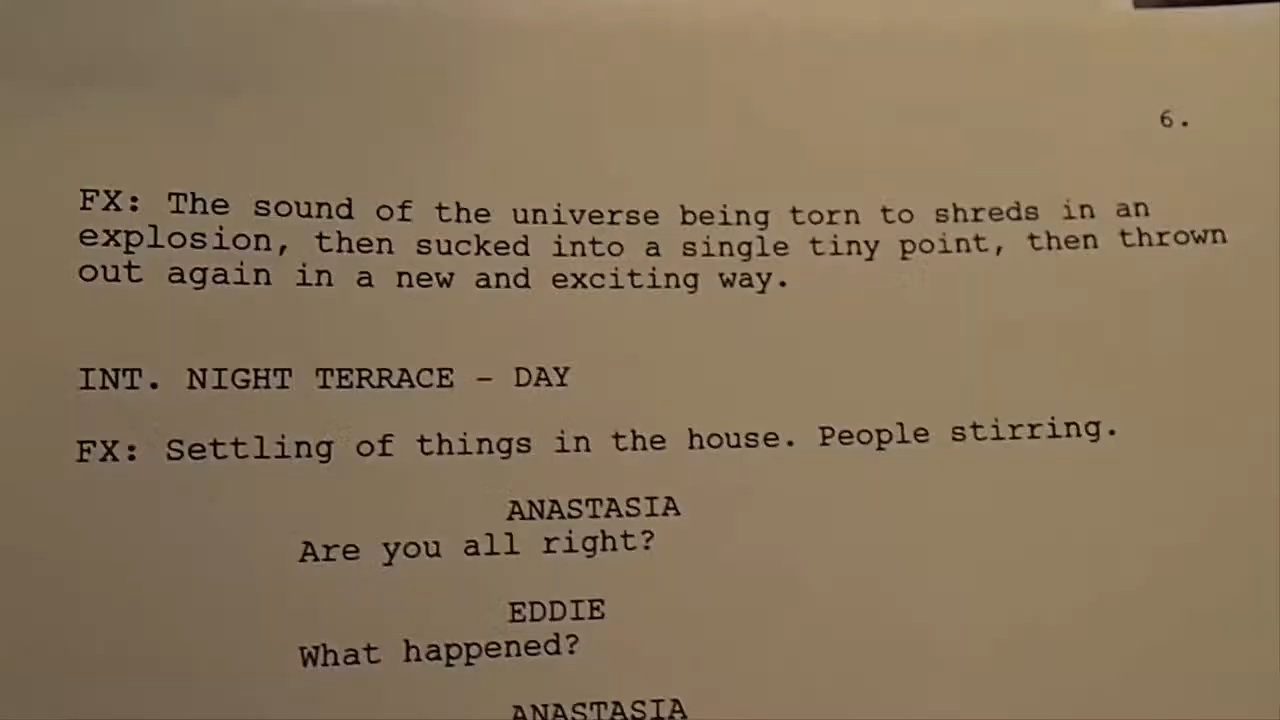 6.
FX: The sound of the universe being torn to shreds in an
explosion, then sucked into a single tiny point, then thrown
out again in a new and exciting way.
INT. NIGHT TERRACE - DAY
FX: Settling of things in the house. People stirring.
ANASTASIA
Are you all right?
EDDIE
What happened?
ANASTASIA